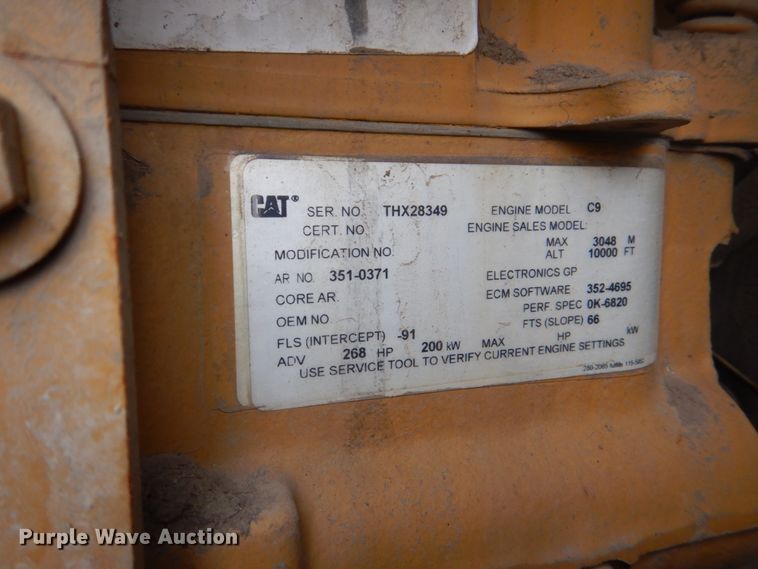 CAT® SER. NO. THX28349 ENGINE MODEL C9
CERT. NO. ENGINE SALES MODEL:
MODIFICATION NO. MAX 3048 M
ALT 10000 FT
AR NO. 351-0371 ELECTRONICS GP
CORE AR. ECM SOFTWARE 352-4695
OEM NO. PERF. SPEC 0K-6820
FLS (INTERCEPT) -91 FTS (SLOPE) 66
ADV 268 HP 200 kW MAX HP kW
USE SERVICE TOOL TO VERIFY CURRENT ENGINE SETTINGS
280-2065
Purple Wave Auction®